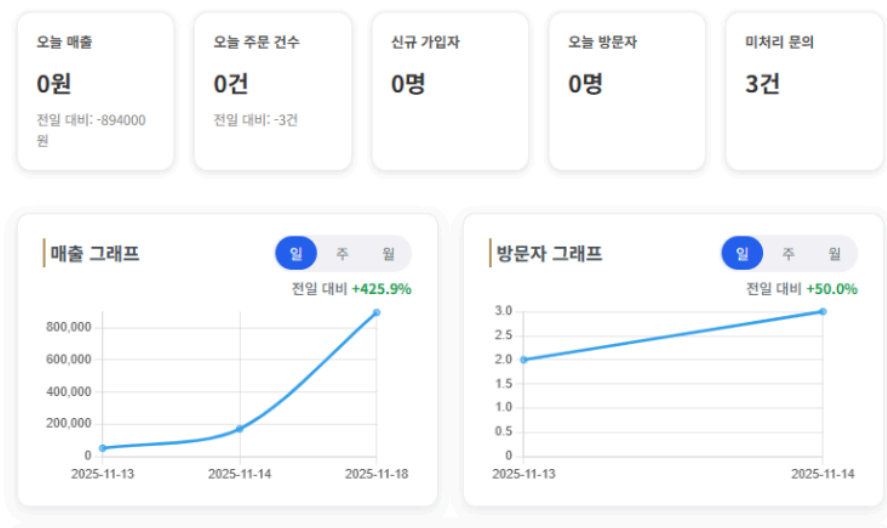 오늘 매출
0원
전일 대비: -894000
원
오늘 주문 건수
0건
전일 대비: -3건
신규 가입자
0명
오늘 방문자
0명
미처리 문의
3건
매출 그래프
일 주 월
전일 대비 +425.9%
800,000
600,000
400,000
200,000
0
2025-11-13 2025-11-14 2025-11-18
방문자 그래프
일 주 월
전일 대비 +50.0%
3.0
2.5
2.0
1.5
1.0
0.5
0
2025-11-13 2025-11-14